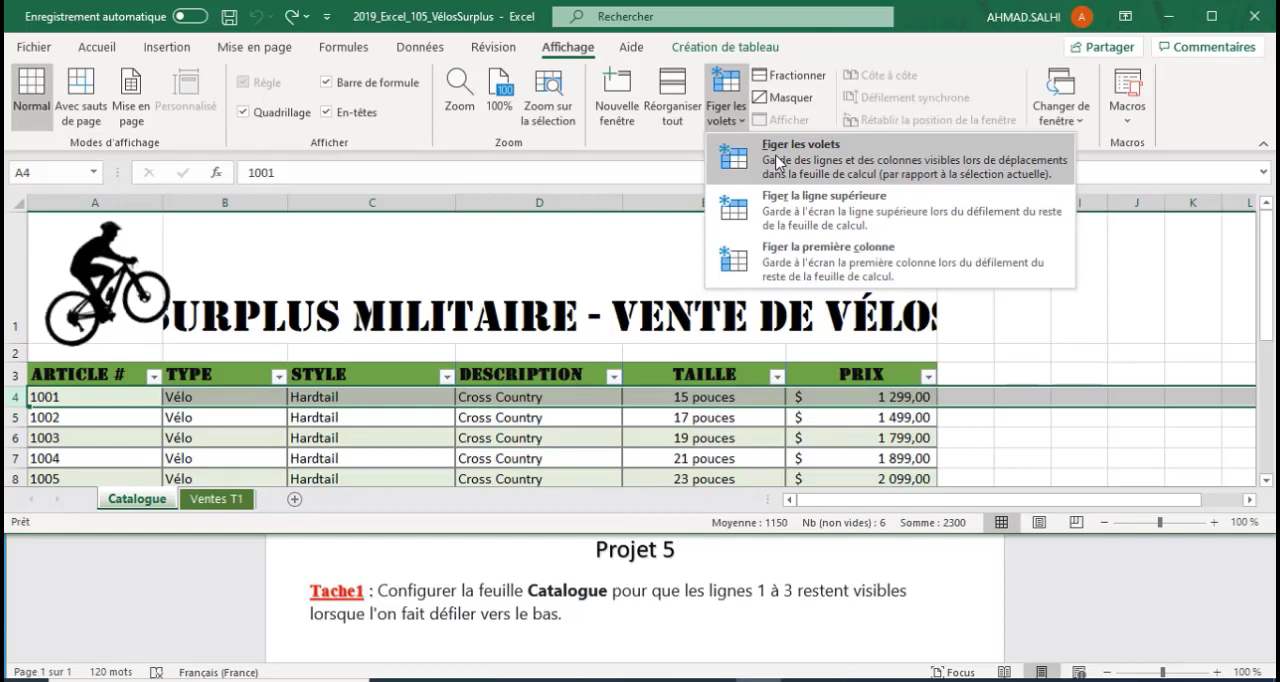 Enregistrement automatique
2019_Excel_105_VélosSurplus - Excel
Rechercher
AHMAD.SALHI
A
Fichier Accueil Insertion Mise en page Formules Données Révision Affichage Aide Création de tableau
Partager Commentaires
Normal
Avec sauts de page
Mise en page
Personnalisé
Modes d'affichage
Règle
Barre de formule
Quadrillage
En-têtes
Afficher
Zoom
100
100%
Zoom sur la sélection
Zoom
Nouvelle fenêtre
Réorganiser tout
Figer les volets
Fractionner
Masquer
Afficher
Côte à côte
Défilement synchrone
Rétablir la position de la fenêtre
Changer de fenêtre
Macros
Macros
Figer les volets
Garde des lignes et des colonnes visibles lors de déplacements
dans la feuille de calcul (par rapport à la sélection actuelle).
Figer la ligne supérieure
Garde à l'écran la ligne supérieure lors du défilement du reste
de la feuille de calcul.
Figer la première colonne
Garde à l'écran la première colonne lors du défilement du
reste de la feuille de calcul.
A4
fx
1001
A B C D I J K L
1 SURPLUS MILITAIRE - VENTE DE VÉLOS
2
3 ARTICLE # TYPE STYLE DESCRIPTION TAILLE PRIX
4 1001 Vélo Hardtail Cross Country 15 pouces $ 1 299,00
5 1002 Vélo Hardtail Cross Country 17 pouces $ 1 499,00
6 1003 Vélo Hardtail Cross Country 19 pouces $ 1 799,00
7 1004 Vélo Hardtail Cross Country 21 pouces $ 1 899,00
8 1005 Vélo Hardtail Cross Country 23 pouces $ 2 099,00
Catalogue Ventes T1
Prêt
Moyenne : 1150 Nb (non vides) : 6 Somme : 2300
100 %
Projet 5
Tache1 : Configurer la feuille Catalogue pour que les lignes 1 à 3 restent visibles
lorsque l'on fait défiler vers le bas.
Page 1 sur 1 120 mots Français (France)
Focus
100 %